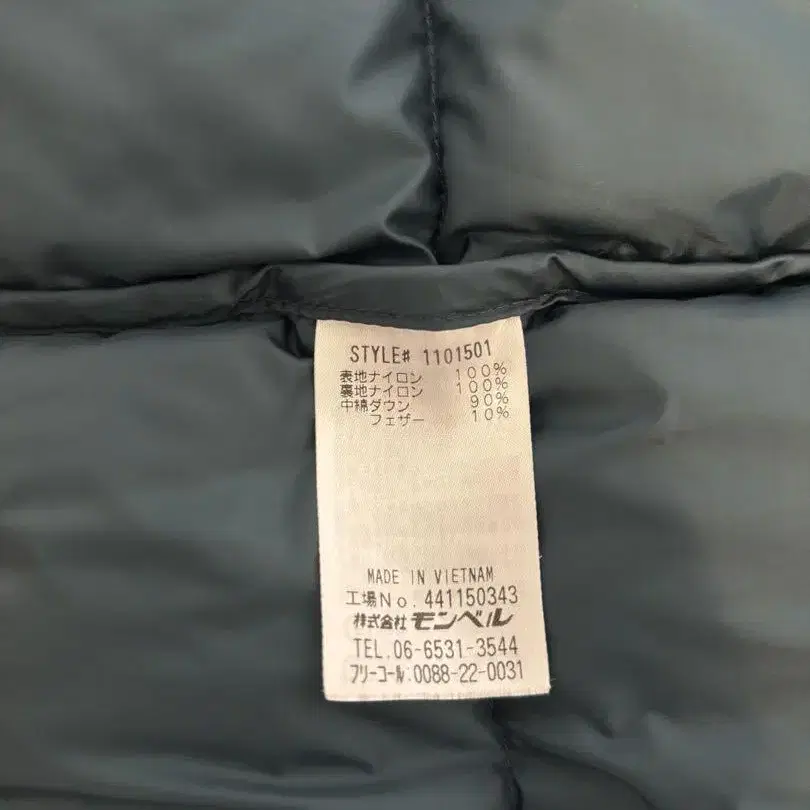 STYLE# 1101501
表地ナイロン 100%
裏地ナイロン 100%
中綿ダウン 90%
フェザー 10%
MADE IN VIETNAM
工場No. 441150343
株式会社 モンベル
TEL.06-6531-3544
フリーコール:0088-22-0031